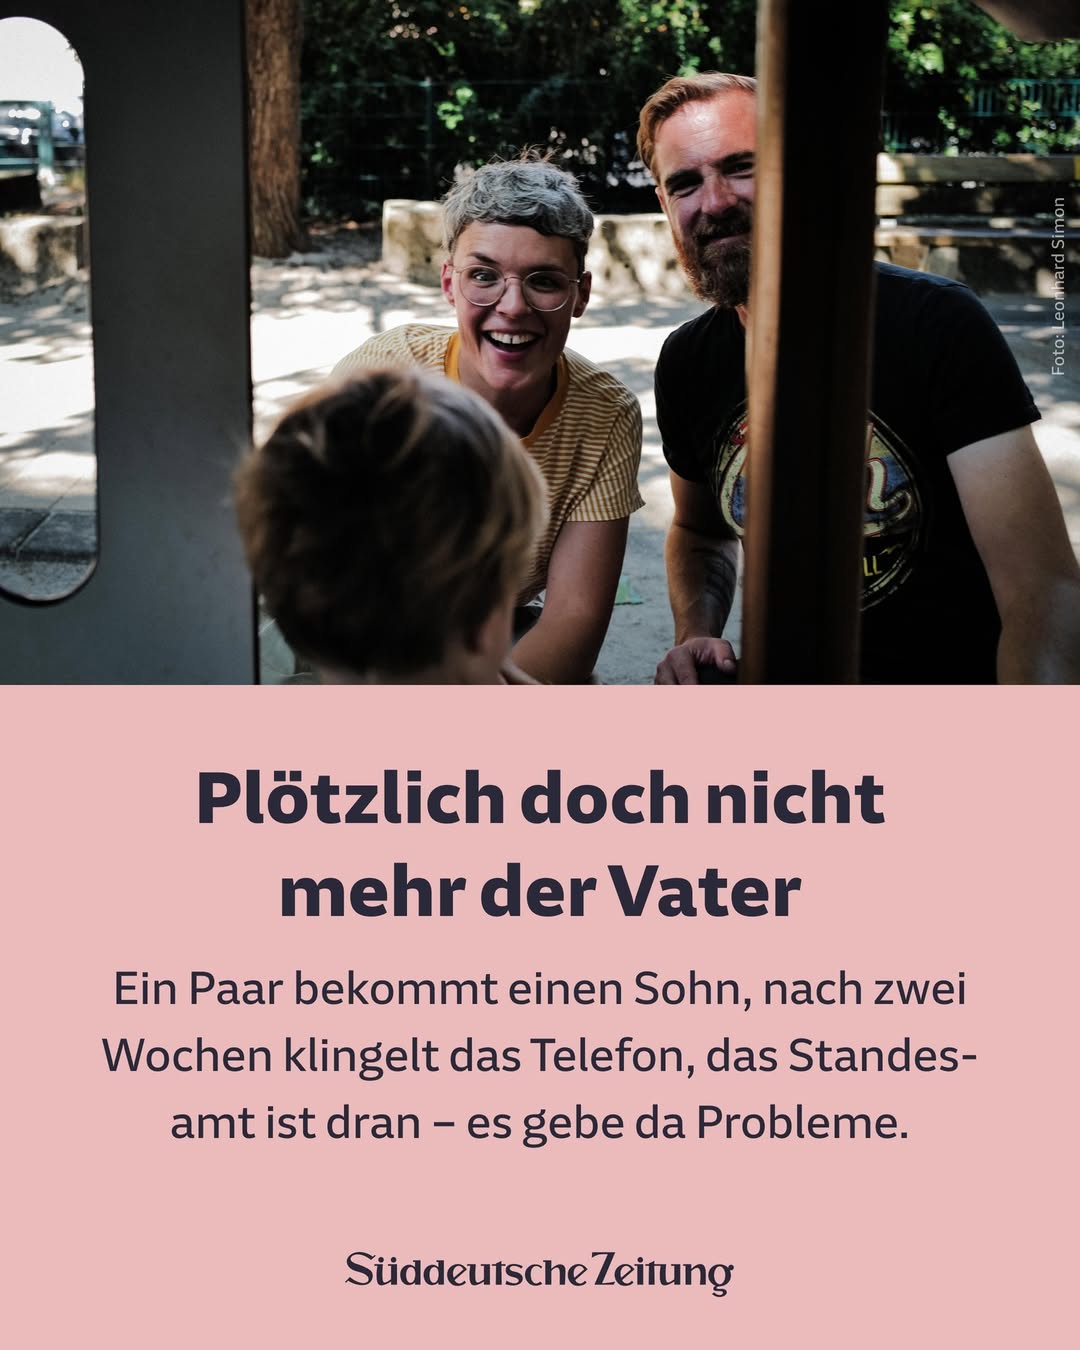 Foto: Leonhard Simon
Plötzlich doch nicht
mehr der Vater
Ein Paar bekommt einen Sohn, nach zwei
Wochen klingelt das Telefon, das Standes-
amt ist dran – es gebe da Probleme.
Süddeutsche Zeitung